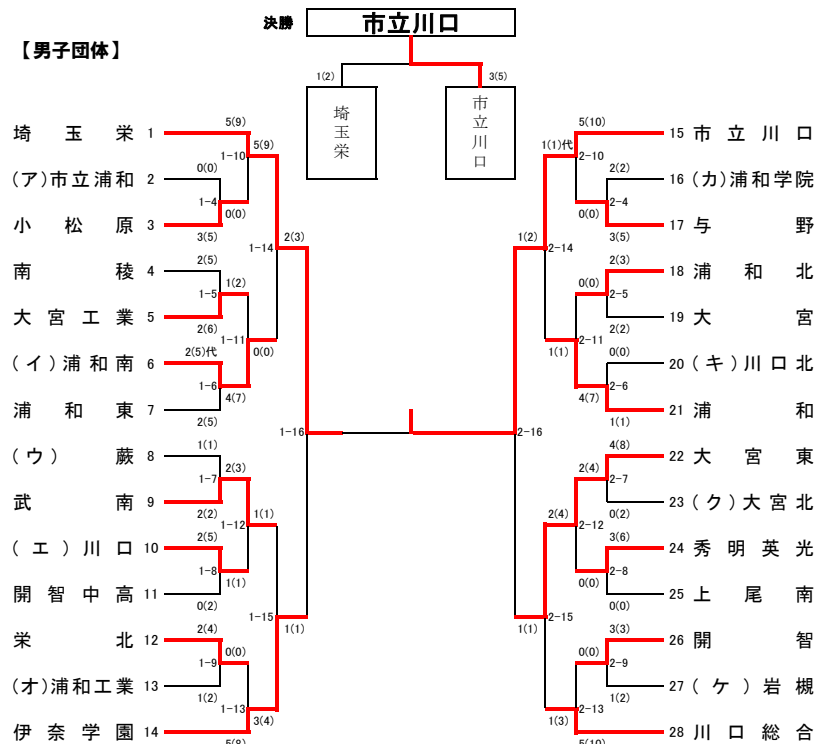 決勝 市立川口
【男子団体】
1(2) 3(5)
埼玉栄
市立川口
埼玉栄 1
(ア)市立浦和 2
小松原 3
南稜 4
大宮工業 5
(イ)浦和南 6
浦和東 7
(ウ)蕨 8
武南 9
(エ)川口 10
開智中高 11
栄北 12
(オ)浦和工業 13
伊奈学園 14
5(9)
0(0)
1-4
3(5)
2(5)
1-5
2(6)
2(5)代
1-6
2(5)
1(1)
1-7
2(2)
2(5)
1-8
0(2)
2(4)
1-9
1(2)
5(8)
1-10
0(0)
1(2)
1-11
4(7)
2(3)
1-12
1(1)
0(0)
1-13
3(4)
5(9)
1-14
0(0)
1(1)
1-15
2(3)
1-16
1(1)
15 市立川口
16 (カ)浦和学院
17 与野
18 浦和北
19 大宮
20 (キ)川口北
21 浦和
22 大宮東
23 (ク)大宮北
24 秀明英光
25 上尾南
26 開智
27 (ケ)岩槻
28 川口総合
5(10)
2(2)
2-4
3(5)
2(3)
2-5
2(2)
0(0)
2-6
1(1)
4(8)
2-7
0(2)
3(6)
2-8
0(0)
3(3)
2-9
1(2)
5(10)
2-10
0(0)
0(0)
2-11
4(7)
2(4)
2-12
0(0)
0(0)
2-13
1(3)
1(1)代
2-14
1(1)
2(4)
2-15
1(2)
2-16
1(1)